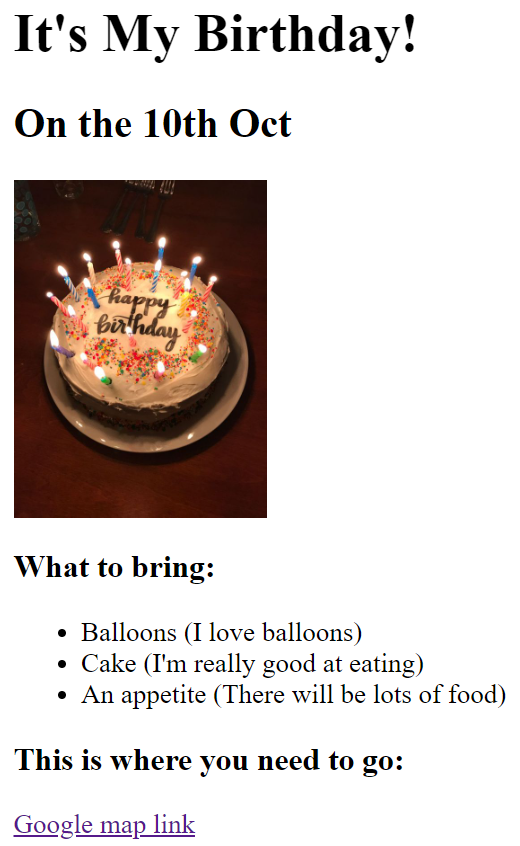 It's My Birthday!
On the 10th Oct
happy
birthday
What to bring:
Balloons (I love balloons)
Cake (I'm really good at eating)
An appetite (There will be lots of food)
This is where you need to go:
Google map link